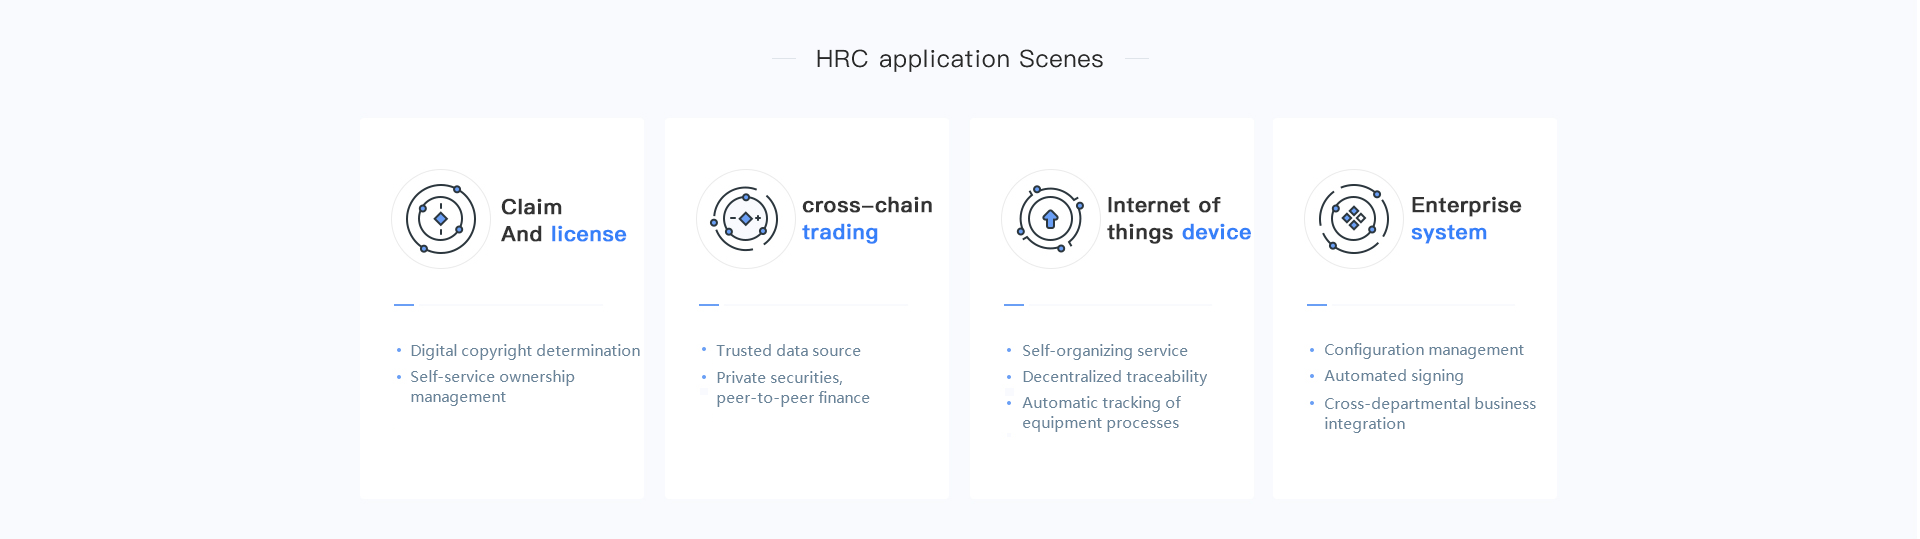 HRC application Scenes
Claim
And license
• Digital copyright determination
• Self-service ownership
management
cross-chain
trading
• Trusted data source
• Private securities,
peer-to-peer finance
Internet of
things device
• Self-organizing service
• Decentralized traceability
• Automatic tracking of
equipment processes
Enterprise
system
• Configuration management
• Automated signing
• Cross-departmental business
integration